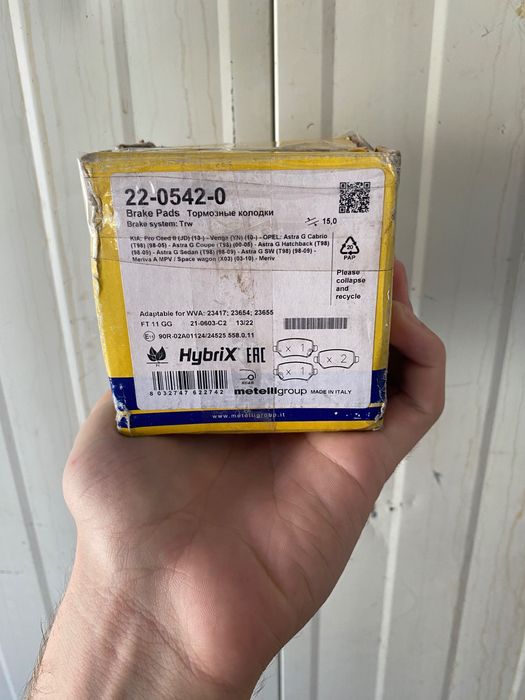 22-0542-0
Brake Pads Тормозные колодки
Brake system: Trw
15,0
KIA: Pro Ceed II (JD) (13-) - Venga (YN) (10-) - OPEL: Astra G Cabrio
(T98) (98-05) - Astra G Coupe (T98) (00-05) - Astra G Hatchback (T98)
(98-09) - Astra G Sedan (T98) (98-09) - Astra G SW (T98) (98-09) -
Meriva A MPV / Space wagon (X03) (03-10) - Meriv
20
PAP
Please
collapse
and
recycle
Adaptable for WVA: 23417; 23654; 23655
FT 11 GG 21-0603-C2 13/22
90R-02A01124/24525 558.0.11
HybriX EAC
x 1
x 2
x 1
REAR
8 032747 622742
metelligroup MADE IN ITALY
www.metelligroup.it